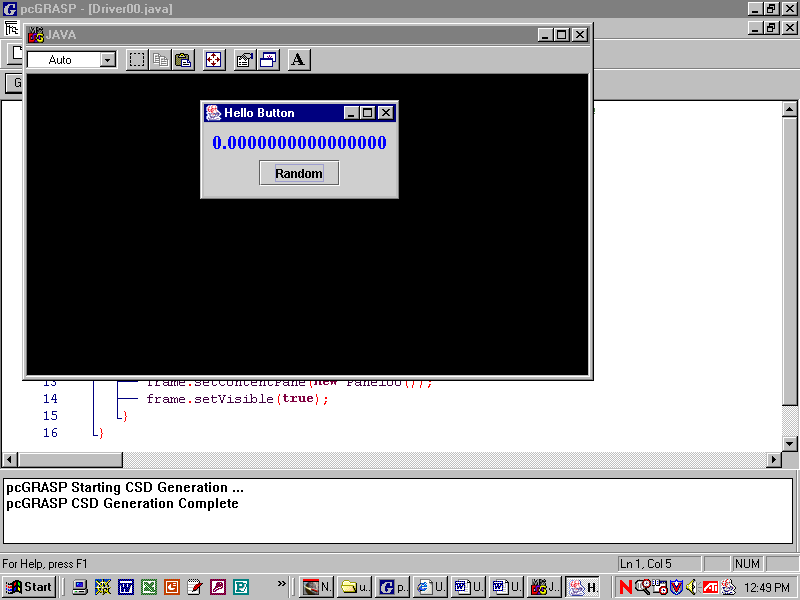 pcGRASP - [Driver00.java]
JAVA
Auto
A
G
Hello Button
0.0000000000000000
Random
13 frame.setContentPane(new Panel00());
14 frame.setVisible(true);
15 }
16 }
pcGRASP Starting CSD Generation ...
pcGRASP CSD Generation Complete
For Help, press F1
Ln 1, Col 5
NUM
Start
»
N.
u..
p..
U.
U.
U.
J..
H.
12:49 PM